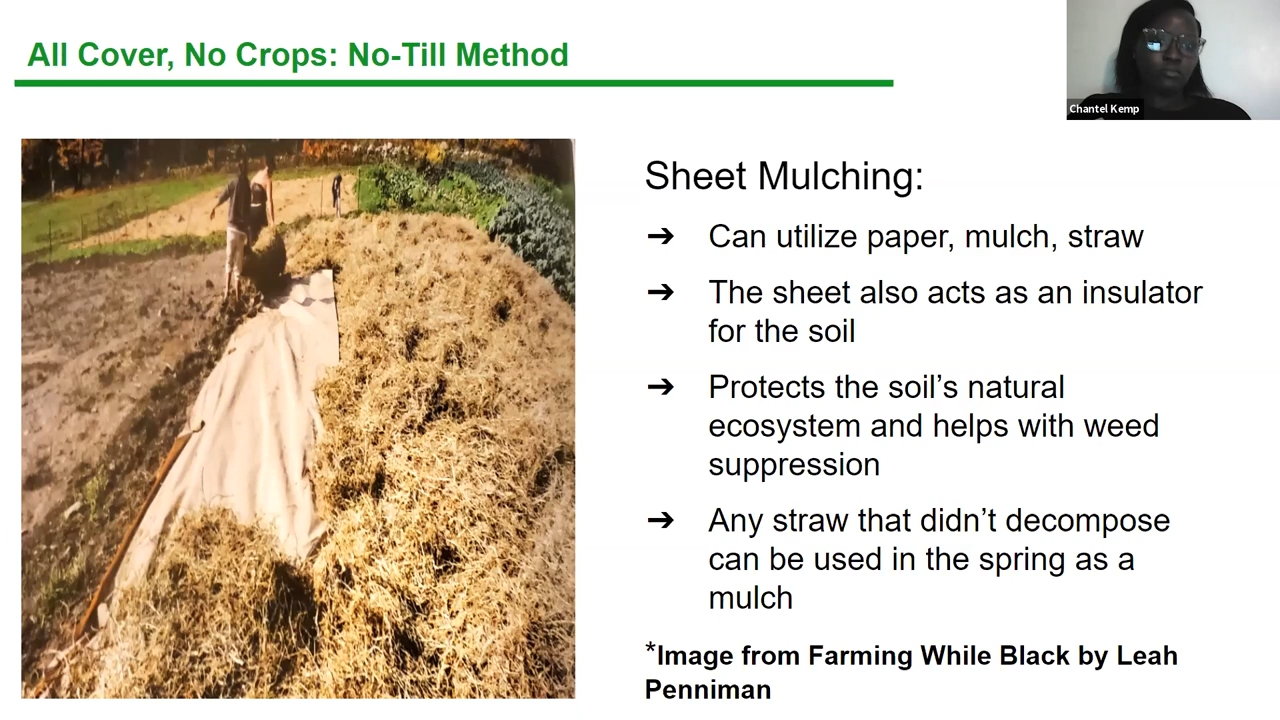 All Cover, No Crops: No-Till Method
Chantel Kemp
Sheet Mulching:
➔ Can utilize paper, mulch, straw
➔ The sheet also acts as an insulator
for the soil
➔ Protects the soil’s natural
ecosystem and helps with weed
suppression
➔ Any straw that didn’t decompose
can be used in the spring as a
mulch
*Image from Farming While Black by Leah
Penniman